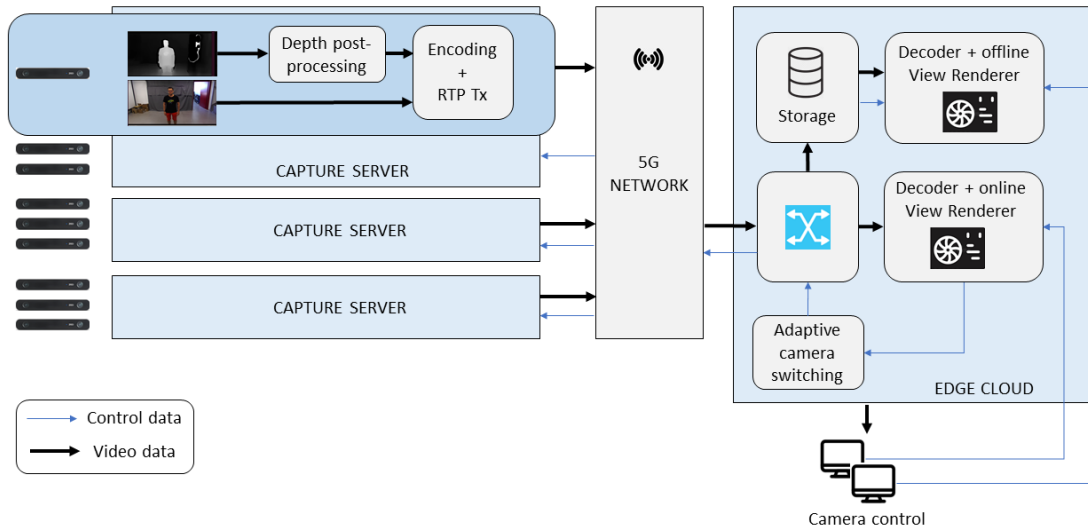 Depth post-
processing
Encoding
+
RTP Tx
CAPTURE SERVER
CAPTURE SERVER
CAPTURE SERVER
5G
NETWORK
Storage
Decoder + offline
View Renderer
Decoder + online
View Renderer
Adaptive
camera
switching
EDGE CLOUD
Control data
Video data
Camera control